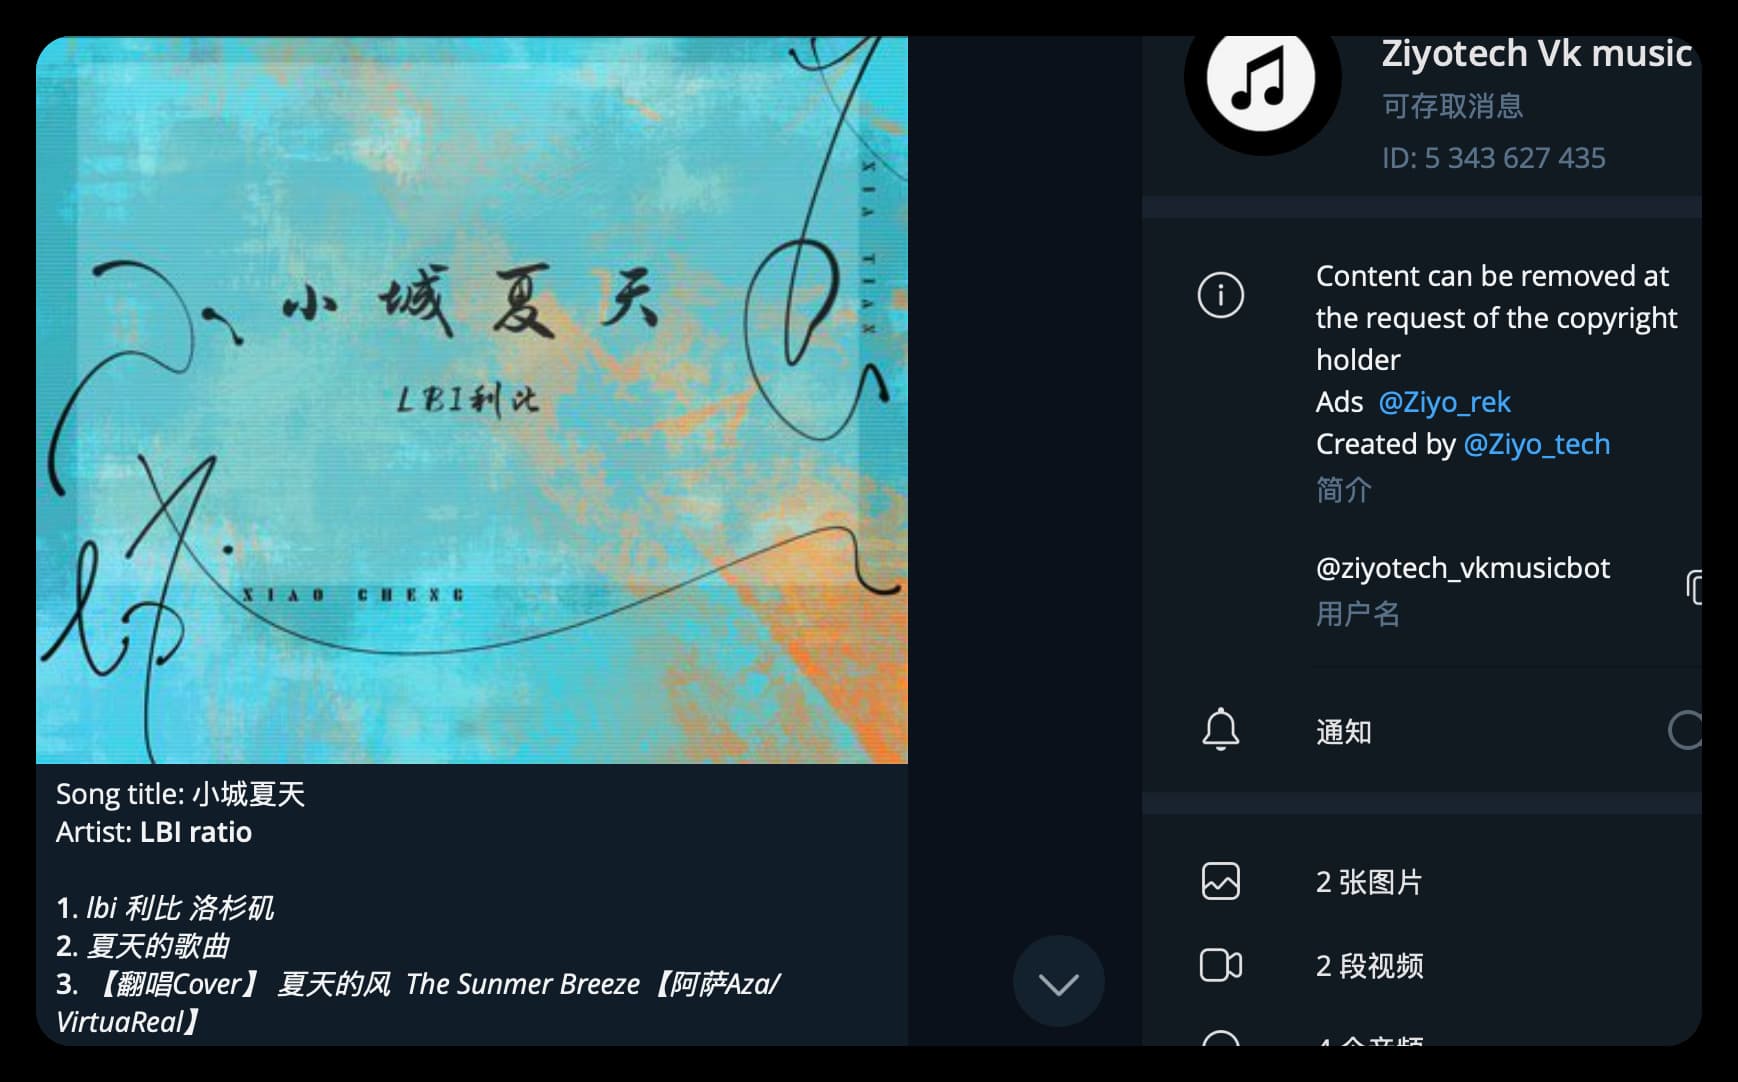 XIA TIAN
小城夏天
LBI利比
XIAO CHENG
Song title: 小城夏天
Artist: LBI ratio
1. lbi 利比 洛杉矶
2. 夏天的歌曲
3. 【翻唱Cover】 夏天的风 The Sunmer Breeze【阿萨Aza/
VirtuaReal】
Ziyotech Vk music
可存取消息
ID: 5 343 627 435
Content can be removed at
the request of the copyright
holder
Ads @Ziyo_rek
Created by @Ziyo_tech
简介
@ziyotech_vkmusicbot
用户名
通知
2 张图片
2 段视频